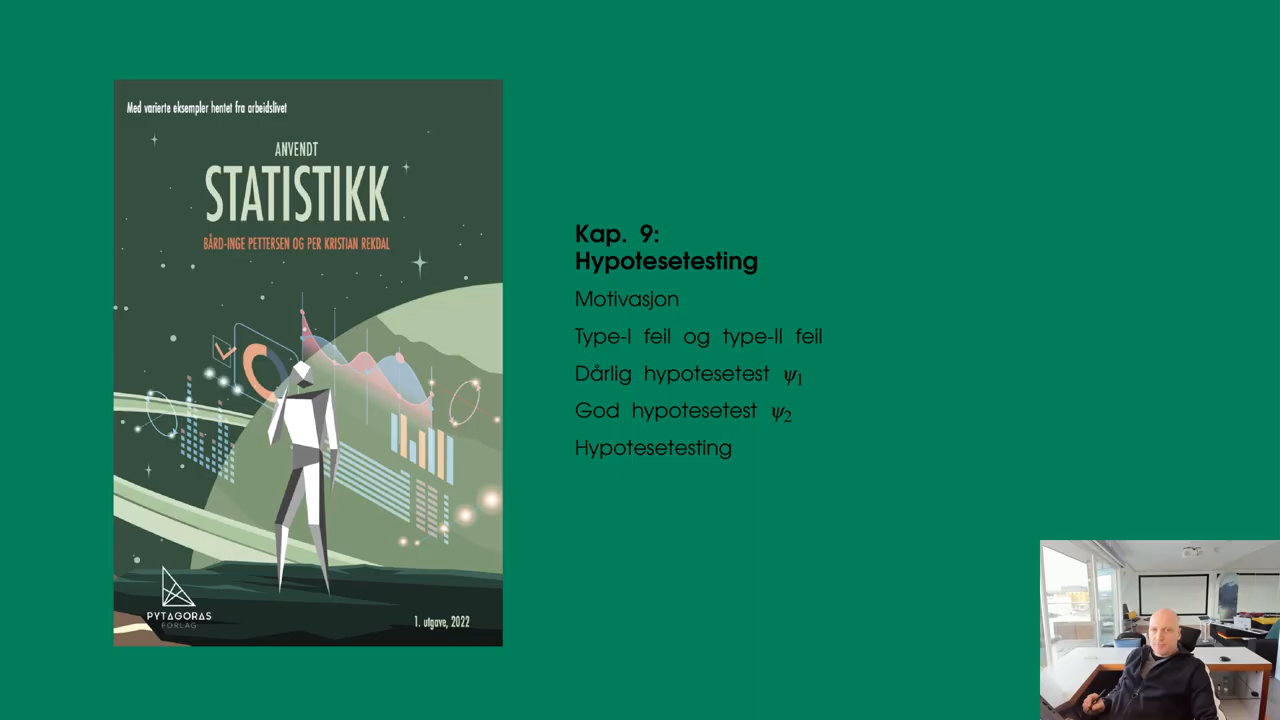 Med varierte eksempler hentet fra arbeidslivet
ANVENDT
STATISTIKK
BÅRD-INGE PETTERSEN OG PER KRISTIAN REKDAL
PYTAGORAS
FORLAG
1. utgave, 2022
Kap. 9:
Hypotesetesting
Motivasjon
Type-I feil og type-II feil
Dårlig hypotesetest ψ₁
God hypotesetest ψ₂
Hypotesetesting